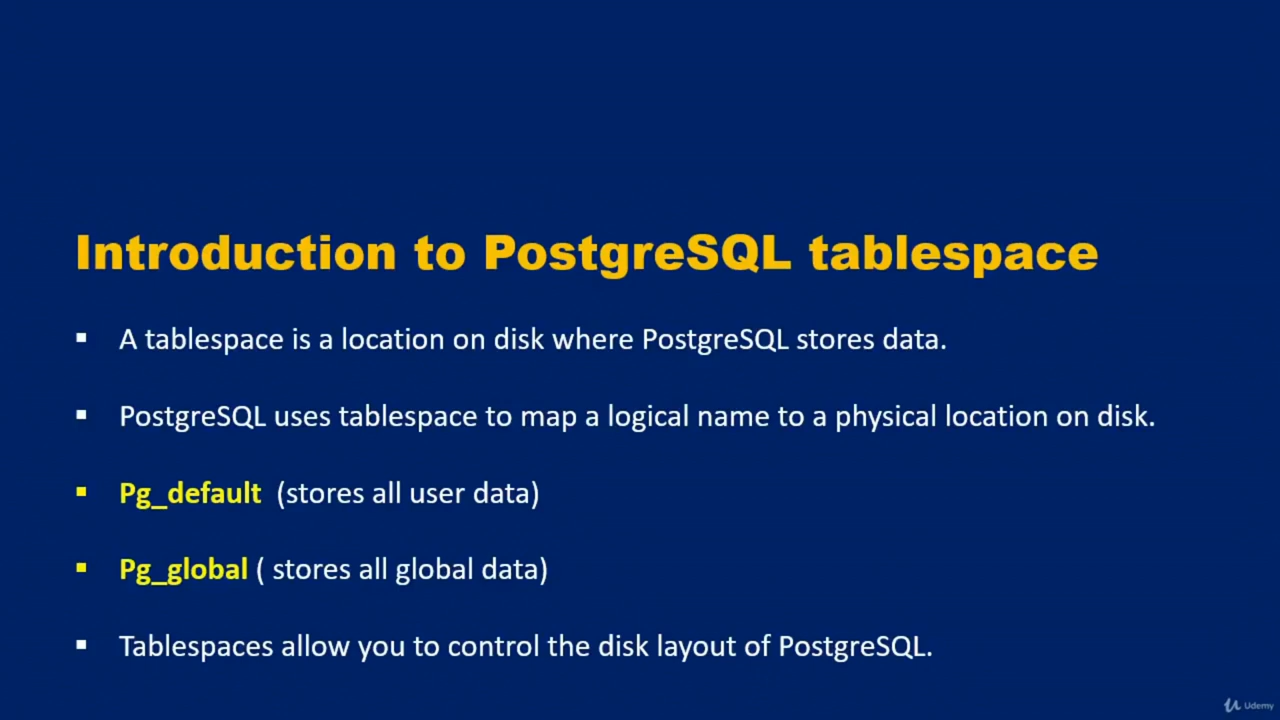 Introduction to PostgreSQL tablespace
▪ A tablespace is a location on disk where PostgreSQL stores data.
▪ PostgreSQL uses tablespace to map a logical name to a physical location on disk.
▪ Pg_default (stores all user data)
▪ Pg_global ( stores all global data)
▪ Tablespaces allow you to control the disk layout of PostgreSQL.
Udemy